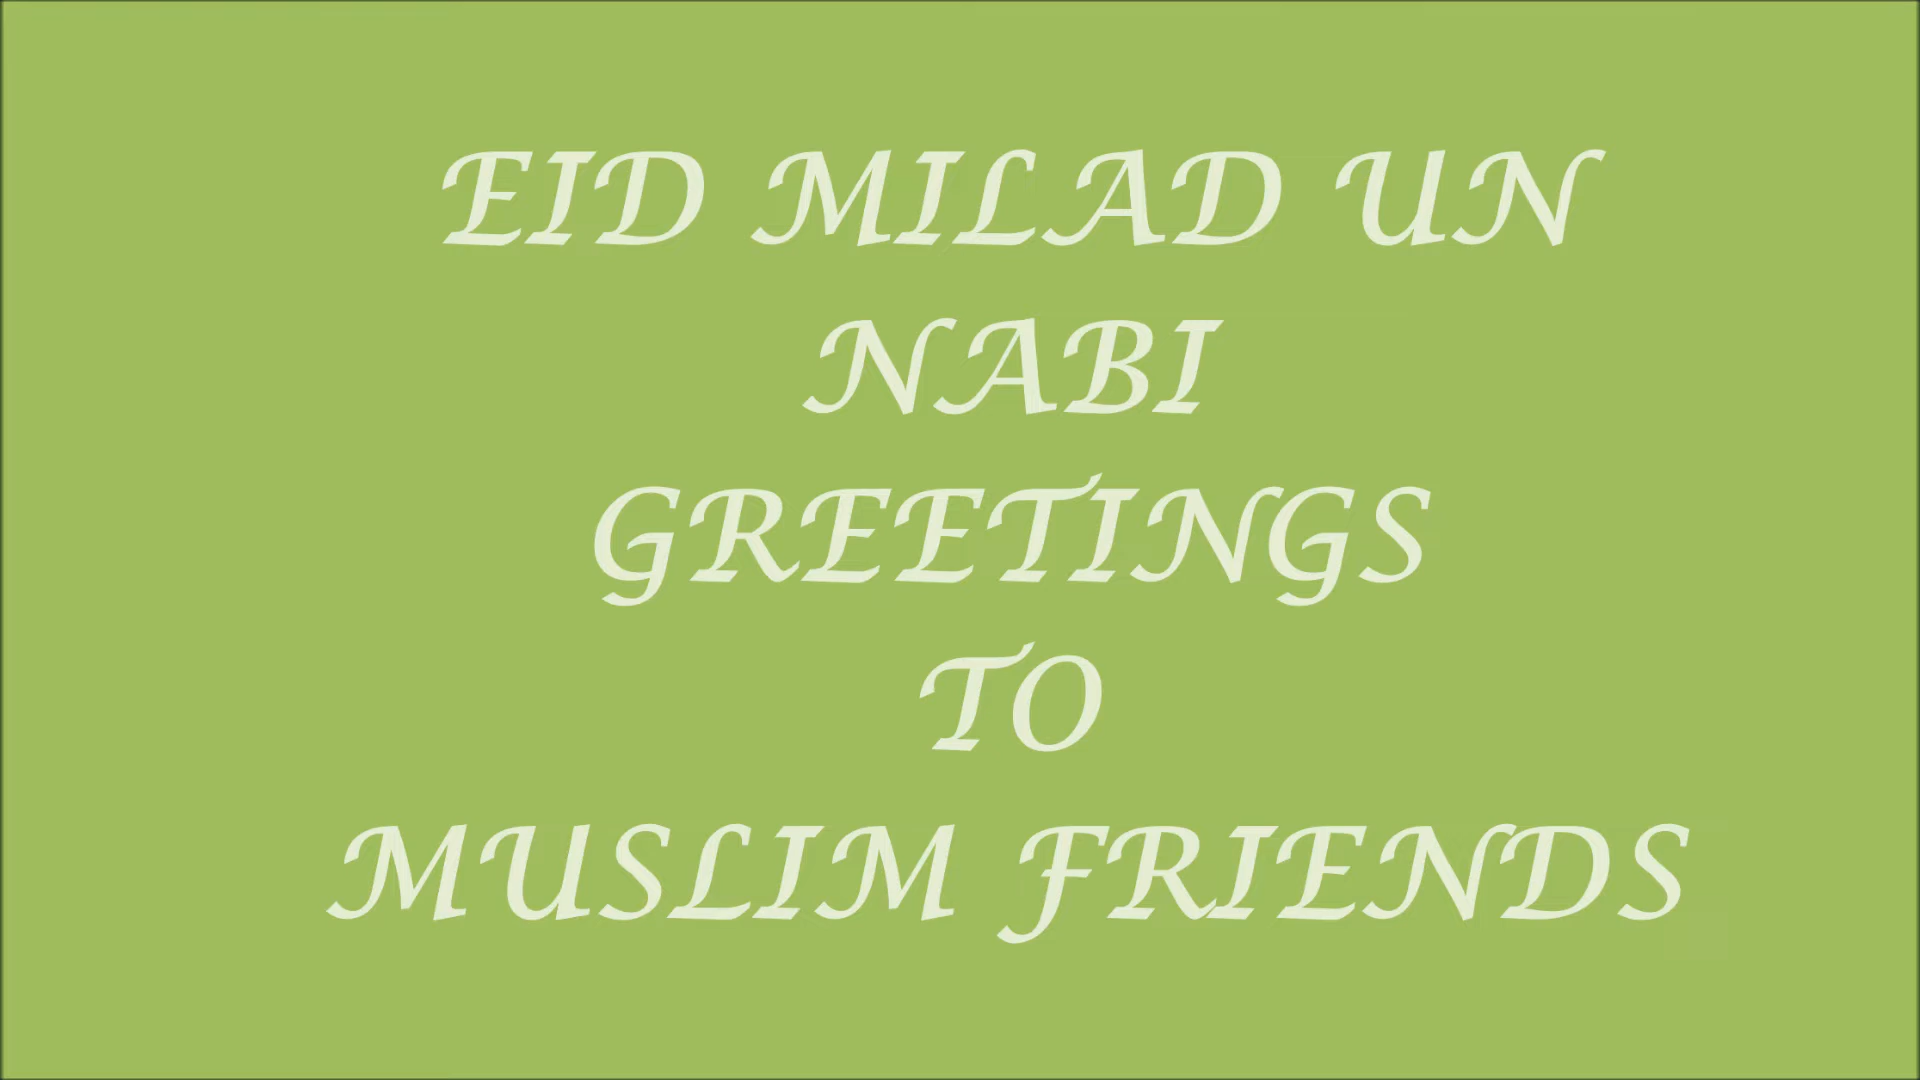 EID MILAD UN
NABI
GREETINGS
TO
MUSLIM FRIENDS